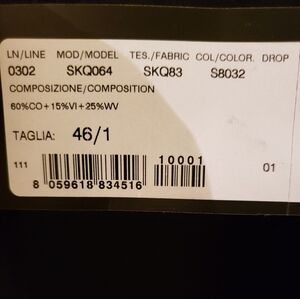 LN/LINE MOD/MODEL TES./FABRIC COL/COLOR. DROP
0302 SKQ064 SKQ83 S8032
COMPOSIZIONE/COMPOSITION
60%CO+15%VI+25%WV
TAGLIA: 46/1
111 10001 01
8 059618 834516